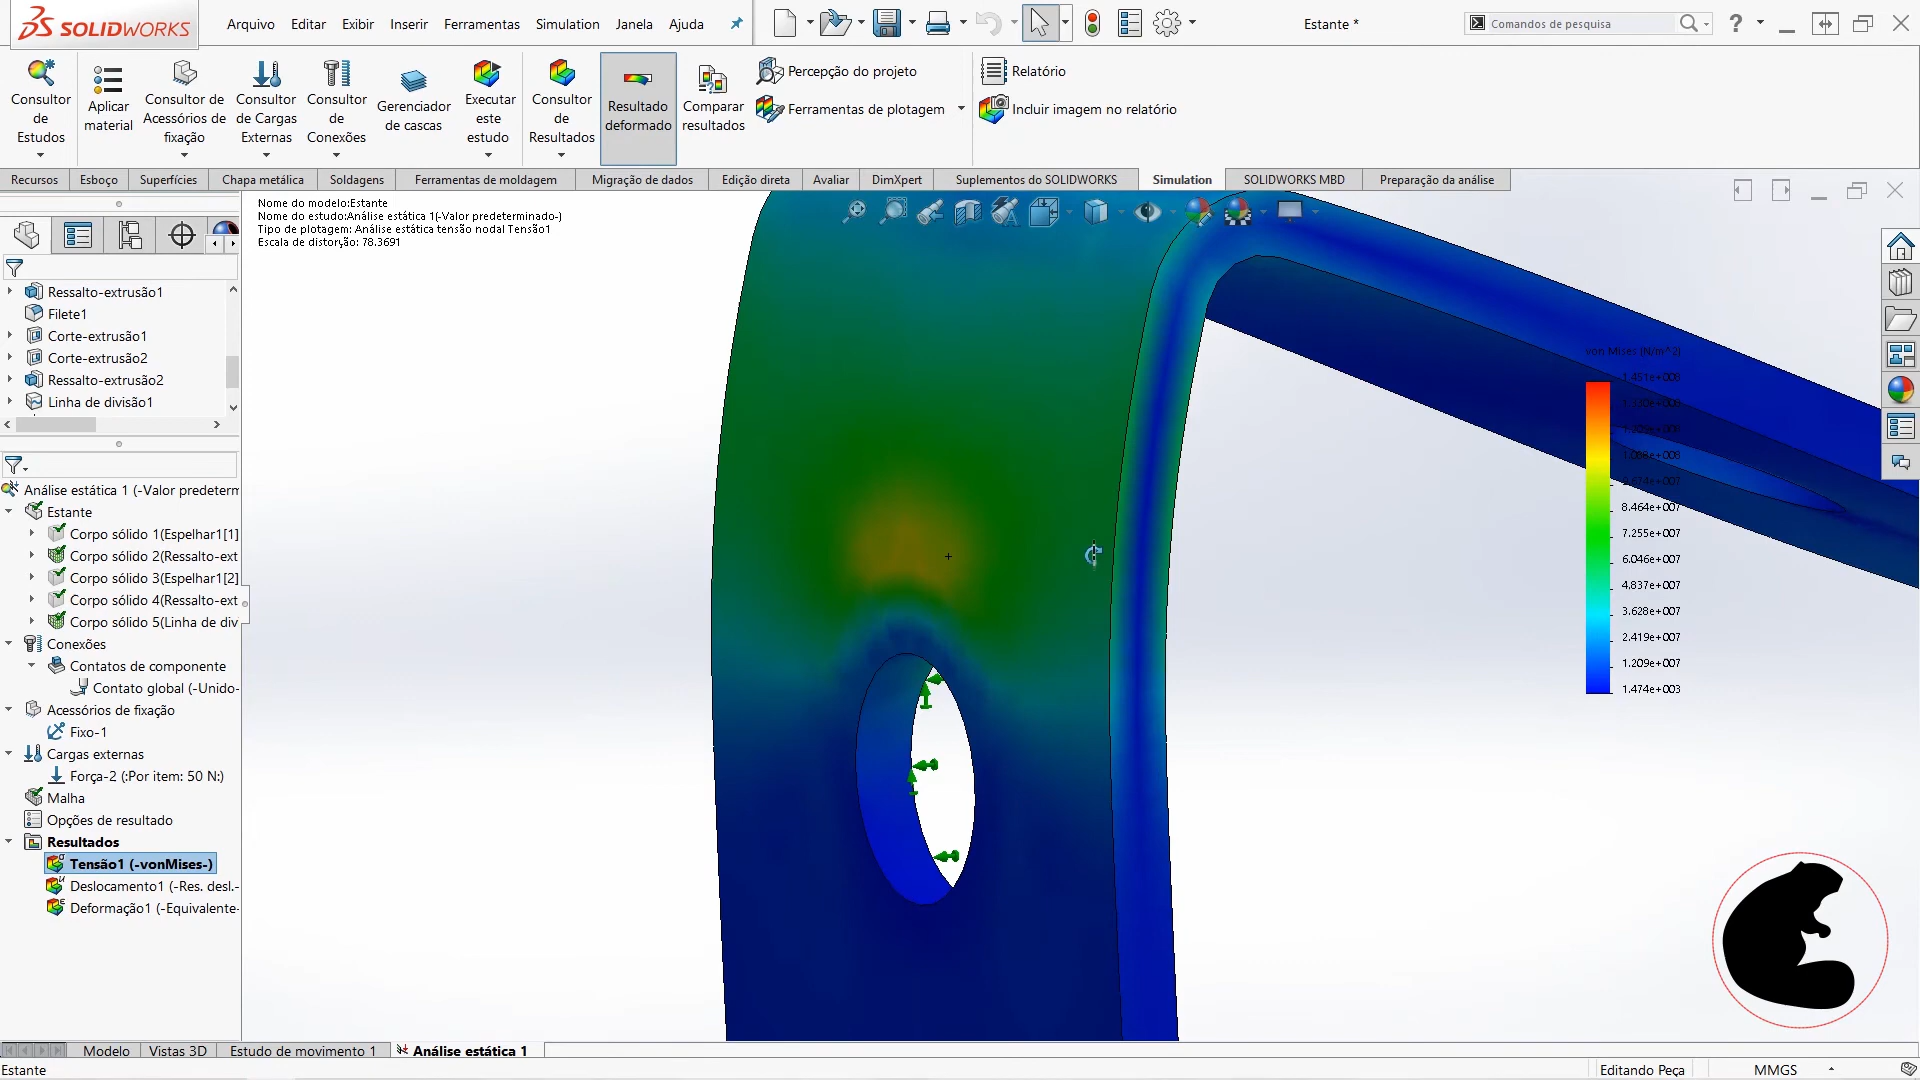 SOLIDWORKS
Arquivo Editar Exibir Inserir Ferramentas Simulation Janela Ajuda
Estante *
Comandos de pesquisa
Consultor de Estudos
Aplicar material
Consultor de Acessórios de fixação
Consultor de Cargas Externas
Consultor de Conexões
Gerenciador de cascas
Executar este estudo
Consultor de Resultados
Resultado deformado
Comparar resultados
Percepção do projeto
Ferramentas de plotagem
Relatório
Incluir imagem no relatório
Recursos Esboço Superfícies Chapa metálica Soldagens Ferramentas de moldagem Migração de dados Edição direta Avaliar DimXpert Suplementos do SOLIDWORKS Simulation SOLIDWORKS MBD Preparação da análise
Nome do modelo:Estante
Nome do estudo:Análise estática 1(-Valor predeterminado-)
Tipo de plotagem: Análise estática tensão nodal Tensão1
Escala de distorção: 78.3691
Ressalto-extrusão1
Filete1
Corte-extrusão1
Corte-extrusão2
Ressalto-extrusão2
Linha de divisão1
Análise estática 1 (-Valor predeterm
Estante
Corpo sólido 1(Espelhar1[1]
Corpo sólido 2(Ressalto-ext
Corpo sólido 3(Espelhar1[2]
Corpo sólido 4(Ressalto-ext
Corpo sólido 5(Linha de div
Conexões
Contatos de componente
Contato global (-Unido-
Acessórios de fixação
Fixo-1
Cargas externas
Força-2 (:Por item: 50 N:)
Malha
Opções de resultado
Resultados
Tensão1 (-vonMises-)
Deslocamento1 (-Res. desl.-
Deformação1 (-Equivalente-
von Mises (N/m^2)
1.451e+008
1.330e+008
1.209e+008
1.088e+008
9.674e+007
8.464e+007
7.255e+007
6.046e+007
4.837e+007
3.628e+007
2.419e+007
1.209e+007
1.474e+003
Modelo Vistas 3D Estudo de movimento 1 Análise estática 1
Estante
Editando Peça
MMGS